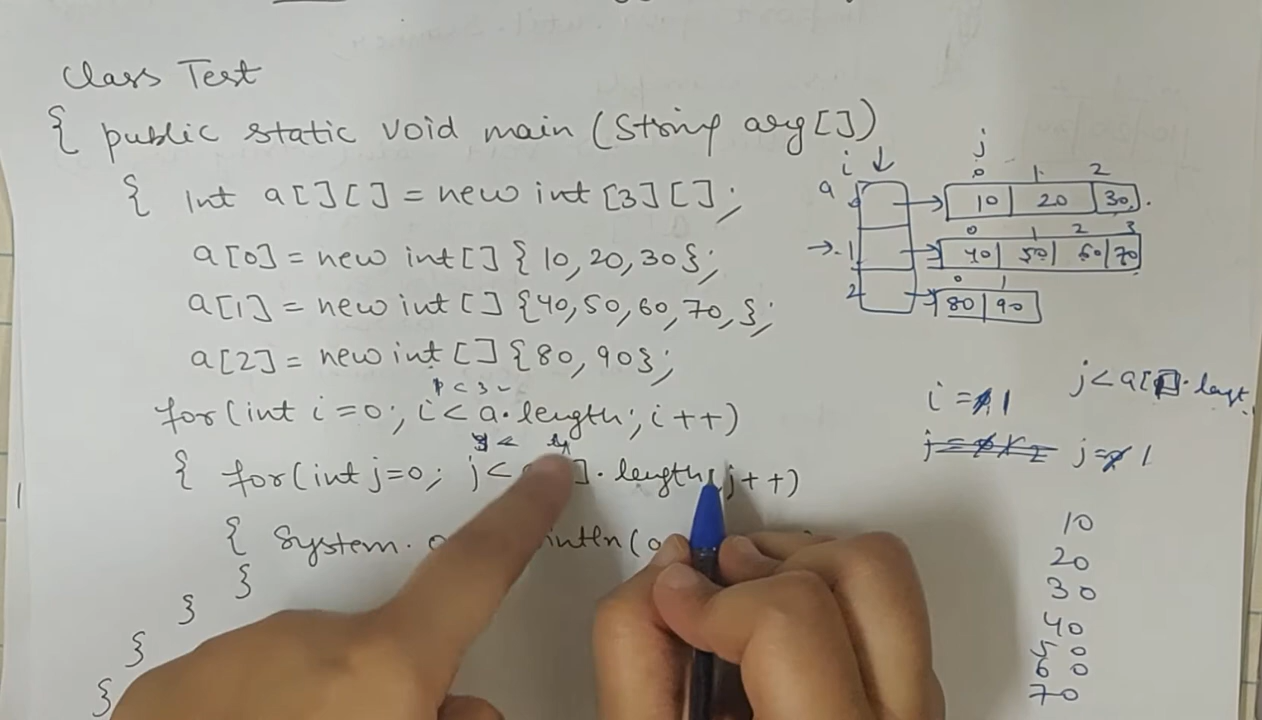 Class Test
{ public static void main (String arg[])
{ Int a[][] = new int [3][];
a[0] = new int[] { 10, 20, 30};
a[1] = new int [] {40, 50, 60, 70, };
a[2] = new int [] {80, 90};
< 3
for(int i=0; i < a.length; i++)
{ for(int j=0; j< ].length; j++)
{ System. intln(
}
}
}
}
j
i 0 1 2
a 10 20 30
0 1 2 3
1 40 50 60 70
0 1
2 80 90
i = 1
j < a[ ].
j = 1
10
20
30
40
50
60
70